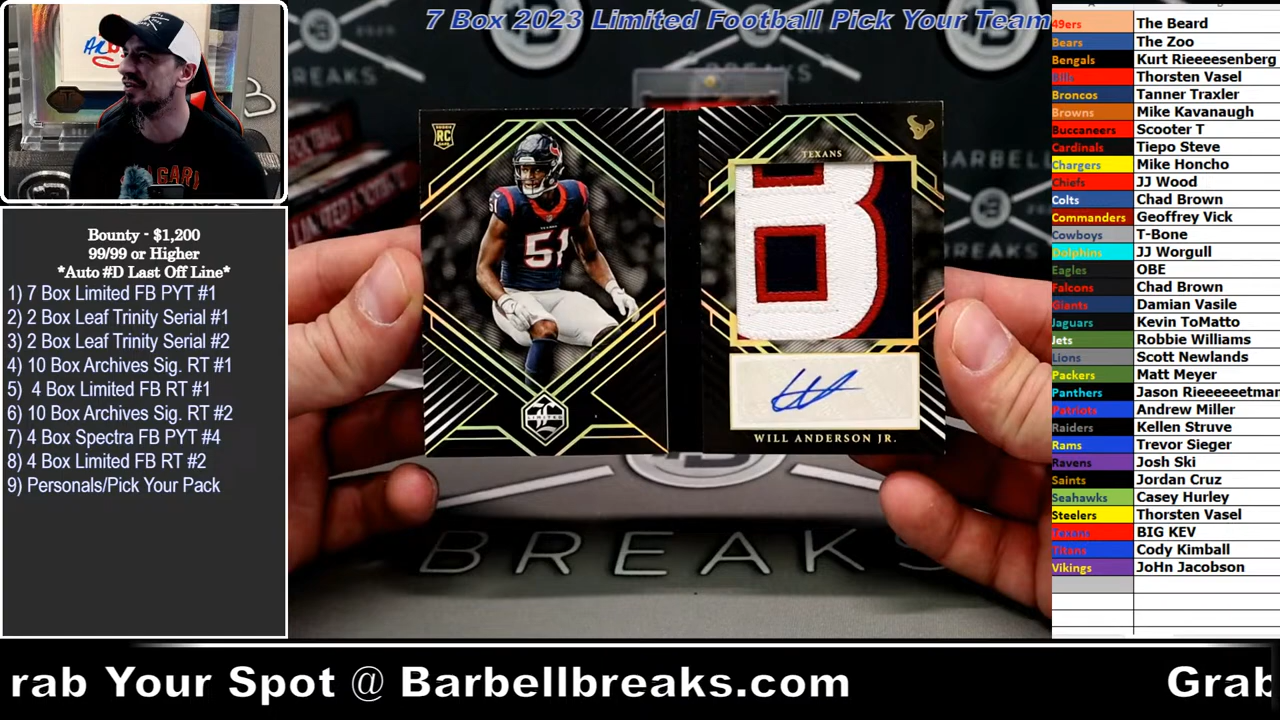 7 Box 2023 Limited Football Pick Your Team
Bounty - $1,200
99/99 or Higher
*Auto #D Last Off Line*
1) 7 Box Limited FB PYT #1
2) 2 Box Leaf Trinity Serial #1
3) 2 Box Leaf Trinity Serial #2
4) 10 Box Archives Sig. RT #1
5) 4 Box Limited FB RT #1
6) 10 Box Archives Sig. RT #2
7) 4 Box Spectra FB PYT #4
8) 4 Box Limited FB RT #2
9) Personals/Pick Your Pack
RC
51
51
LIMITED
TEXANS
WILL ANDERSON JR.
BREAKS
BARBELL
BREAKS
BREAKS
49ers The Beard
Bears The Zoo
Bengals Kurt Rieeeesenberg
Bills Thorsten Vasel
Broncos Tanner Traxler
Browns Mike Kavanaugh
Buccaneers Scooter T
Cardinals Tiepo Steve
Chargers Mike Honcho
Chiefs JJ Wood
Colts Chad Brown
Commanders Geoffrey Vick
Cowboys T-Bone
Dolphins JJ Worgull
Eagles OBE
Falcons Chad Brown
Giants Damian Vasile
Jaguars Kevin ToMatto
Jets Robbie Williams
Lions Scott Newlands
Packers Matt Meyer
Panthers Jason Rieeeeetman
Patriots Andrew Miller
Raiders Kellen Struve
Rams Trevor Sieger
Ravens Josh Ski
Saints Jordan Cruz
Seahawks Casey Hurley
Steelers Thorsten Vasel
Texans BIG KEV
Titans Cody Kimball
Vikings JoHn Jacobson
rab Your Spot @ Barbellbreaks.com Grab